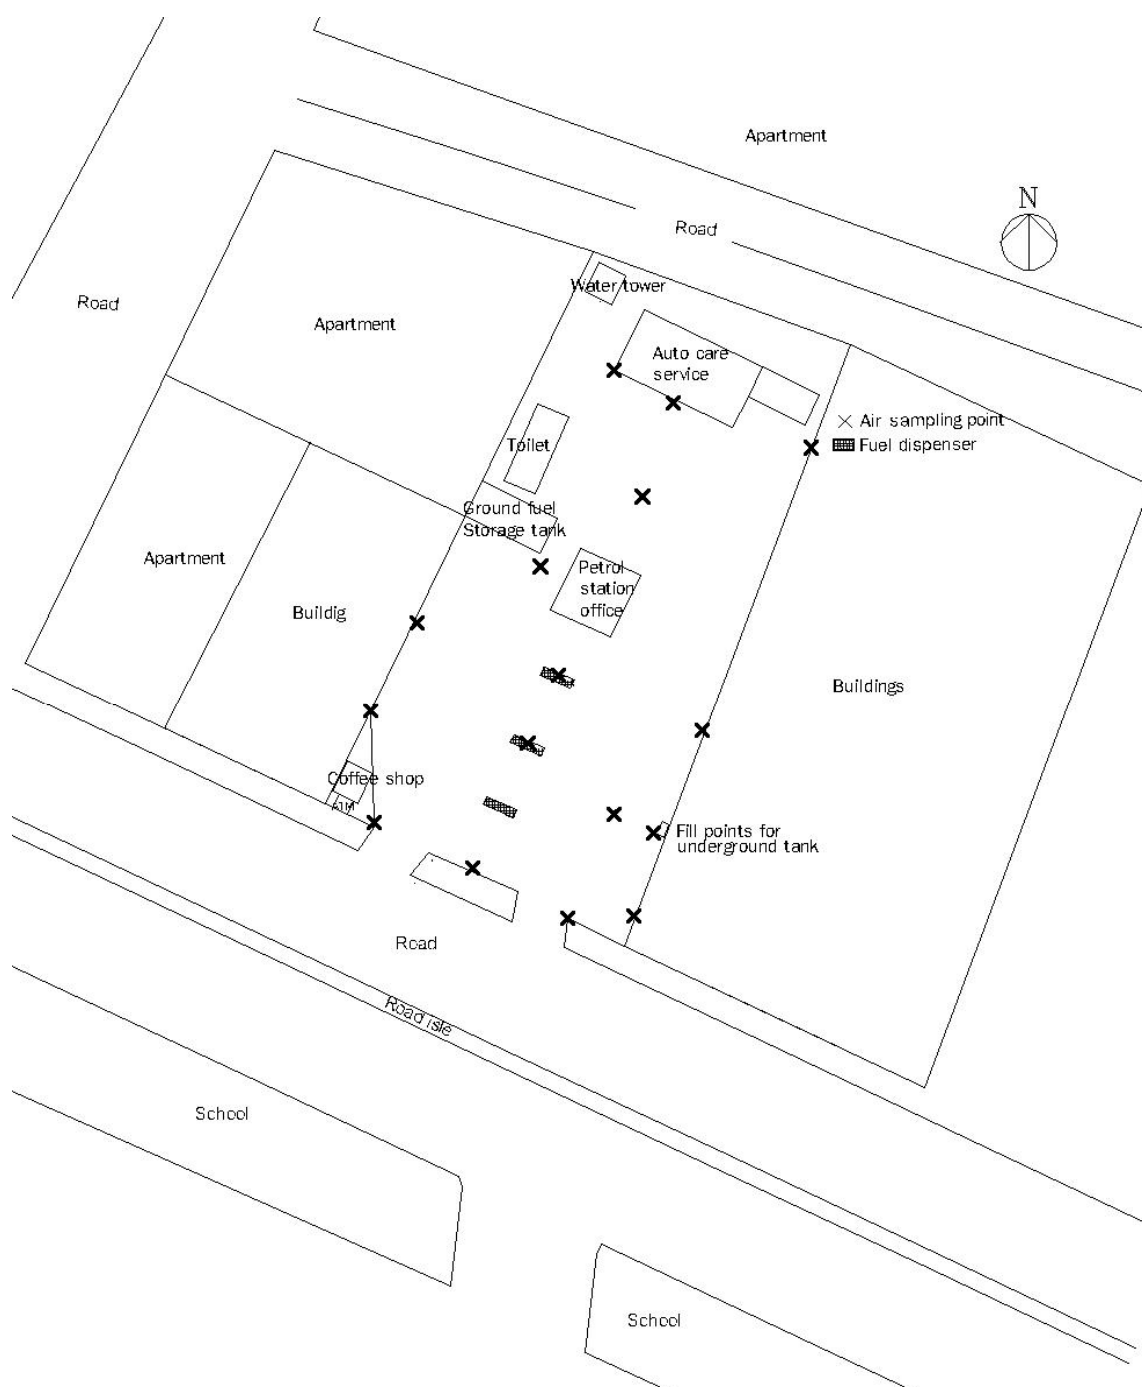 Apartment
N
Road
Water tower
Road
Apartment
Auto care
service
Air sampling point
Fuel dispenser
Toilet
Ground fuel
Storage tank
Apartment
Petrol
station
office
Buildig
Buildings
Coffee shop
ATM
Fill points for
underground tank
Road
Road isle
School
School